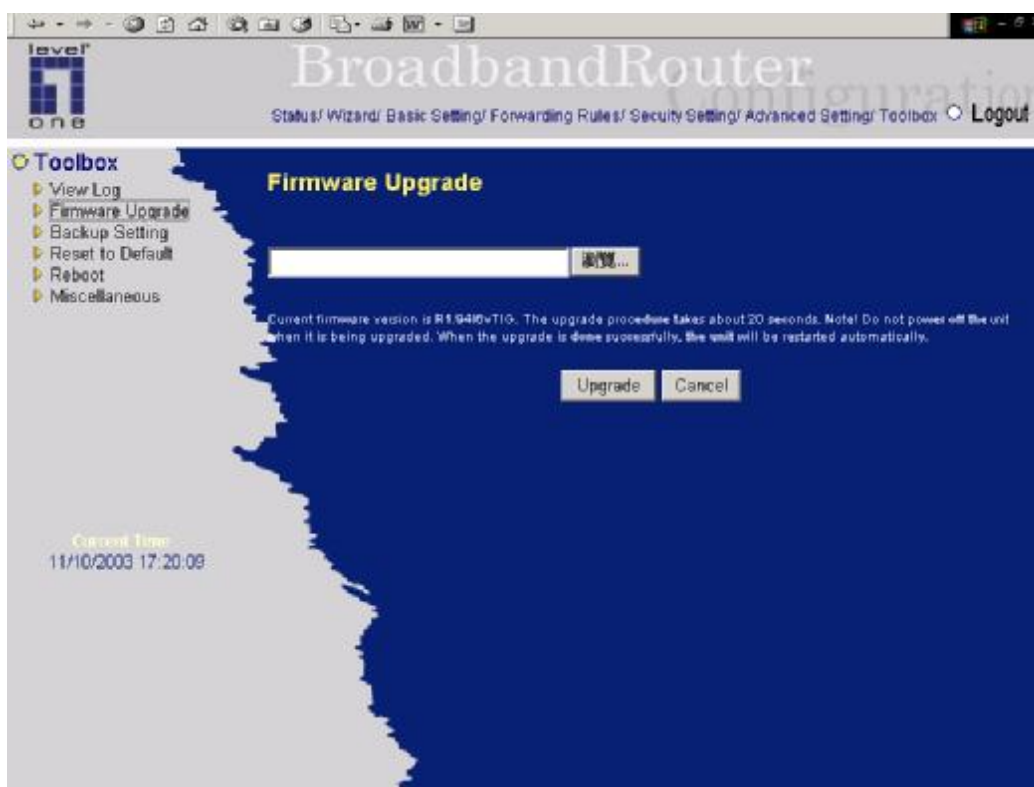 level
one
BroadbandRouter
Configuration
Status/ Wizard/ Basic Setting/ Forwarding Rules/ Secuity Setting/ Advanced Setting/ Toolbox
Logout
Toolbox
View Log
Firmware Upgrade
Backup Setting
Reset to Default
Reboot
Miscellaneous
Current Time
11/10/2003 17:20:09
Firmware Upgrade
瀏覽...
Current firmware version is The upgrade procedure takes about 20 seconds. Note! Do not power off the unit
when it is being upgraded. When the upgrade is done successfully, the unit will be restarted automatically.
Upgrade
Cancel